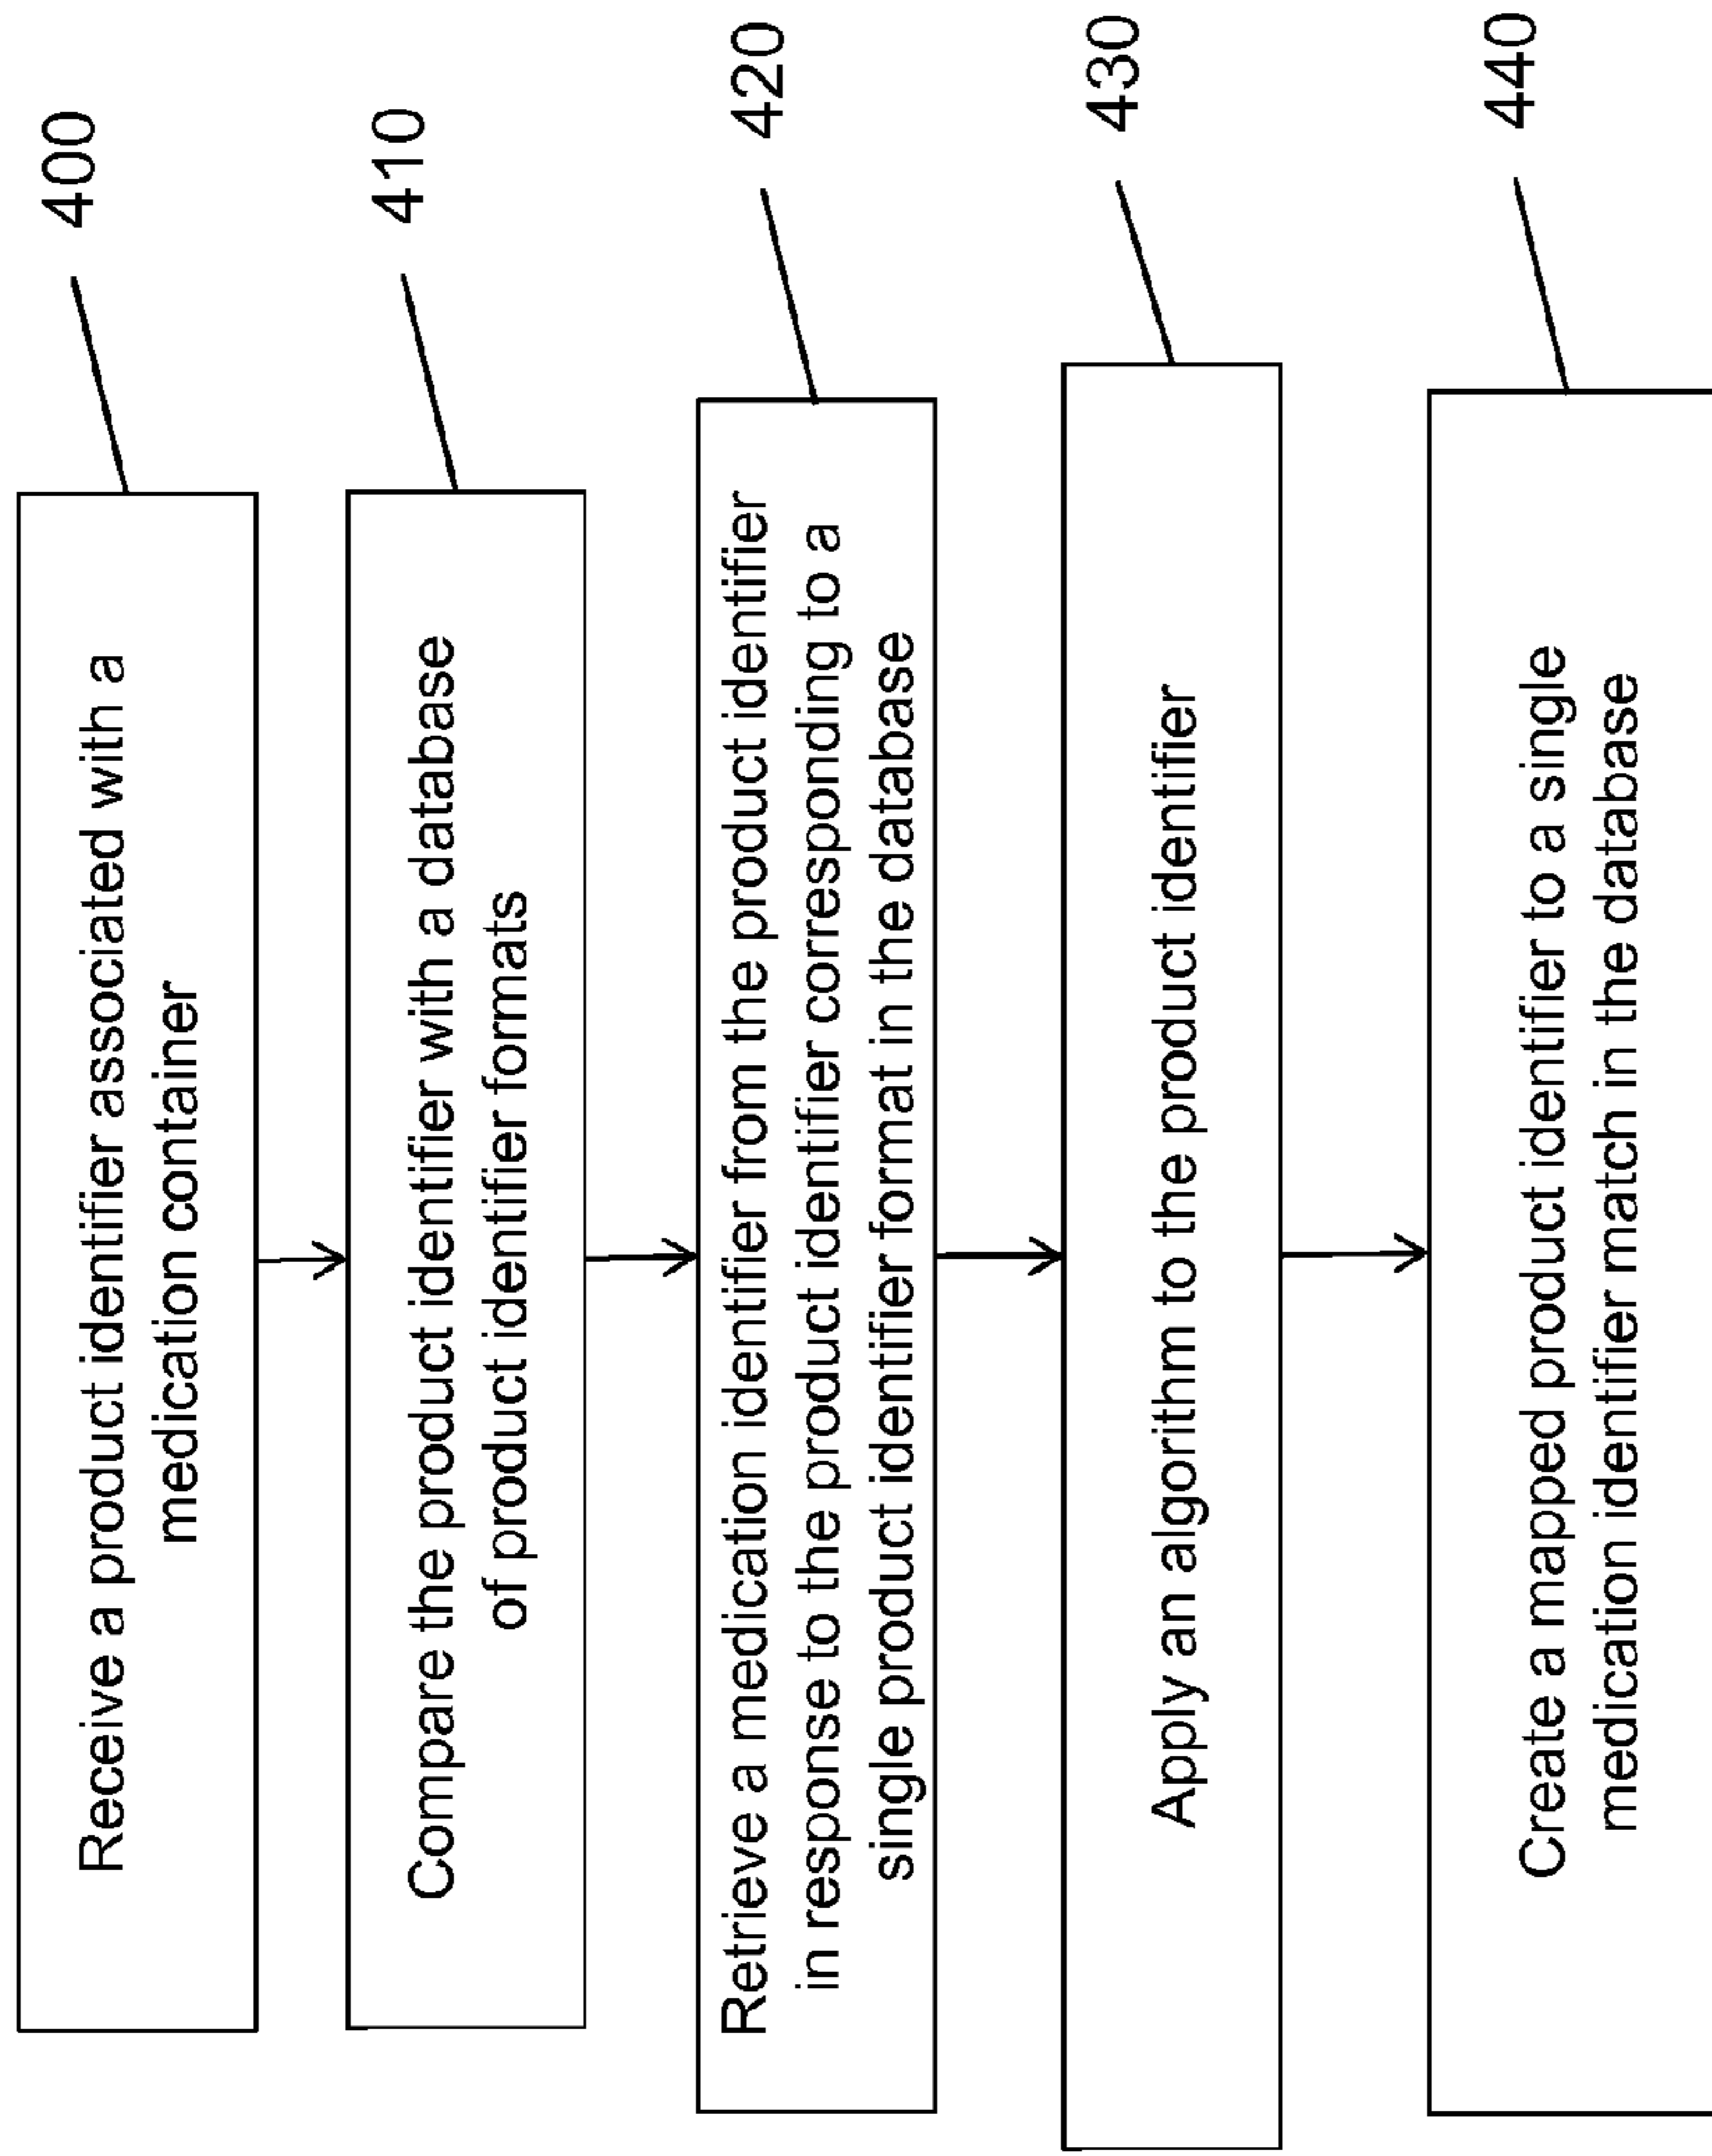 Receive a product identifier associated with a
medication container
400
Compare the product identifier with a database
of product identifier formats
410
Retrieve a medication identifier from the product identifier
in response to the product identifier corresponding to a
single product identifier format in the database
420
Apply an algorithm to the product identifier
430
Create a mapped product identifier to a single
medication identifier match in the database
440